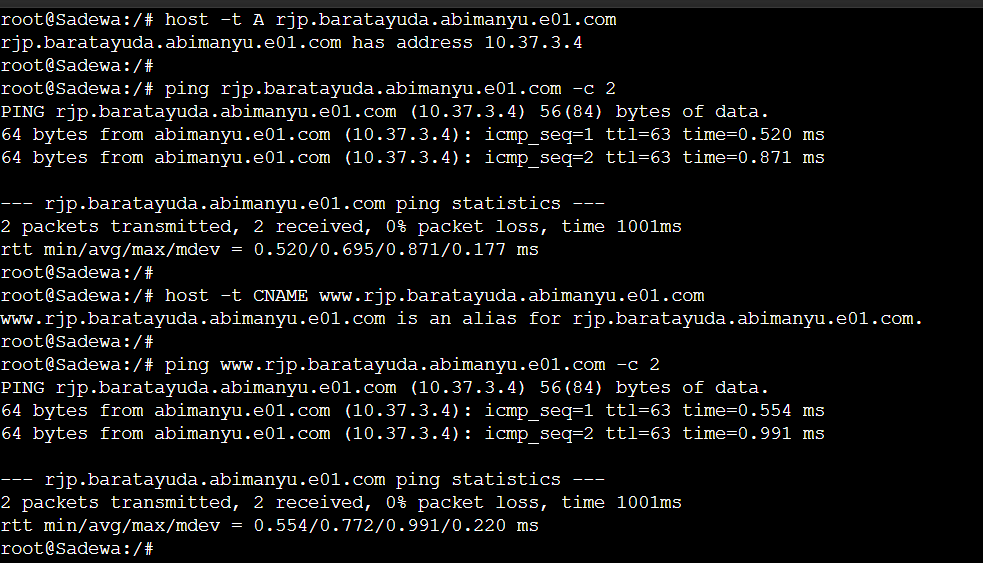 root@Sadewa:/# host -t A rjp.baratayuda.abimanyu.e01.com
rjp.baratayuda.abimanyu.e01.com has address 10.37.3.4
root@Sadewa:/#
root@Sadewa:/# ping rjp.baratayuda.abimanyu.e01.com -c 2
PING rjp.baratayuda.abimanyu.e01.com (10.37.3.4) 56(84) bytes of data.
64 bytes from abimanyu.e01.com (10.37.3.4): icmp_seq=1 ttl=63 time=0.520 ms
64 bytes from abimanyu.e01.com (10.37.3.4): icmp_seq=2 ttl=63 time=0.871 ms

--- rjp.baratayuda.abimanyu.e01.com ping statistics ---
2 packets transmitted, 2 received, 0% packet loss, time 1001ms
rtt min/avg/max/mdev = 0.520/0.695/0.871/0.177 ms
root@Sadewa:/#
root@Sadewa:/# host -t CNAME www.rjp.baratayuda.abimanyu.e01.com
www.rjp.baratayuda.abimanyu.e01.com is an alias for rjp.baratayuda.abimanyu.e01.com.
root@Sadewa:/#
root@Sadewa:/# ping www.rjp.baratayuda.abimanyu.e01.com -c 2
PING rjp.baratayuda.abimanyu.e01.com (10.37.3.4) 56(84) bytes of data.
64 bytes from abimanyu.e01.com (10.37.3.4): icmp_seq=1 ttl=63 time=0.554 ms
64 bytes from abimanyu.e01.com (10.37.3.4): icmp_seq=2 ttl=63 time=0.991 ms

--- rjp.baratayuda.abimanyu.e01.com ping statistics ---
2 packets transmitted, 2 received, 0% packet loss, time 1001ms
rtt min/avg/max/mdev = 0.554/0.772/0.991/0.220 ms
root@Sadewa:/#